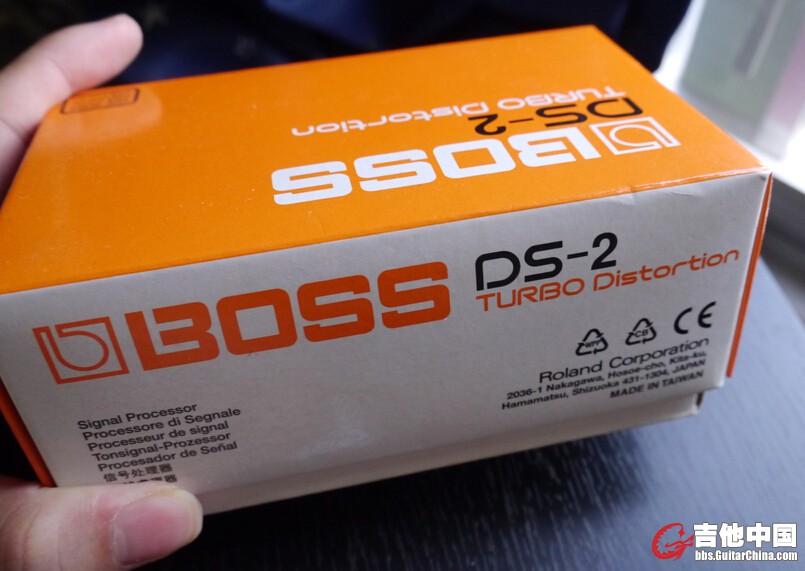 BOSS
DS-2
TURBO Distortion
BOSS
DS-2
TURBO Distortion
WPF
CB
CE
Roland Corporation
2036-1 Nakagawa, Hosoe-cho, Kita-ku,
Hamamatsu, Shizuoka 431-1304, JAPAN
MADE IN TAIWAN
Signal Processor
Processore di Segnale
Processeur de signal
Tonsignal-Prozessor
Procesador de Señal
信号处理器
吉他中国
bbs.GuitarChina.com